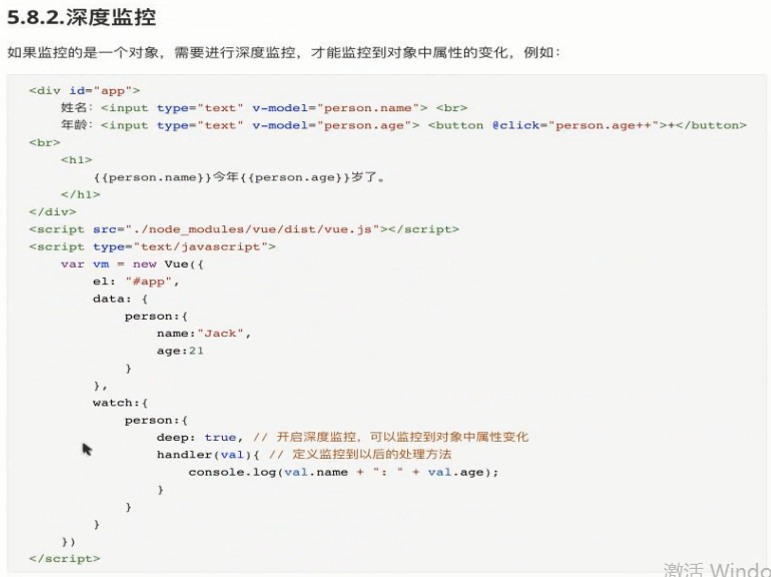 5.8.2.深度监控
如果监控的是一个对象，需要进行深度监控，才能监控到对象中属性的变化，例如：
<div id="app">
    姓名：<input type="text" v-model="person.name"> <br>
    年龄：<input type="text" v-model="person.age"> <button @click="person.age++">+</button>
<br>
    <h1>
        {{person.name}}今年{{person.age}}岁了。
    </h1>
</div>
<script src="./node_modules/vue/dist/vue.js"></script>
<script type="text/javascript">
    var vm = new Vue({
        el: "#app",
        data: {
            person:{
                name:"Jack",
                age:21
            }
        },
        watch:{
            person:{
                deep: true, // 开启深度监控，可以监控到对象中属性变化
                handler(val){ // 定义监控到以后的处理方法
                    console.log(val.name + ": " + val.age);
                }
            }
        }
    })
</script>
激活 Windo